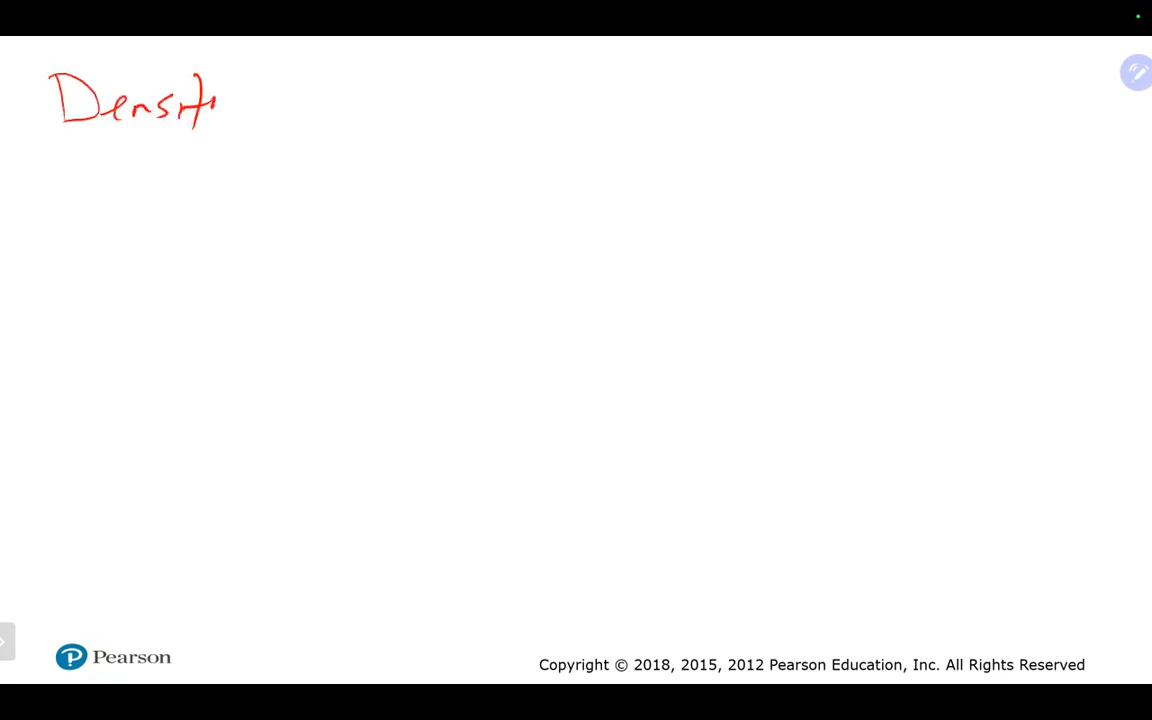 Densit
Pearson
Copyright © 2018, 2015, 2012 Pearson Education, Inc. All Rights Reserved